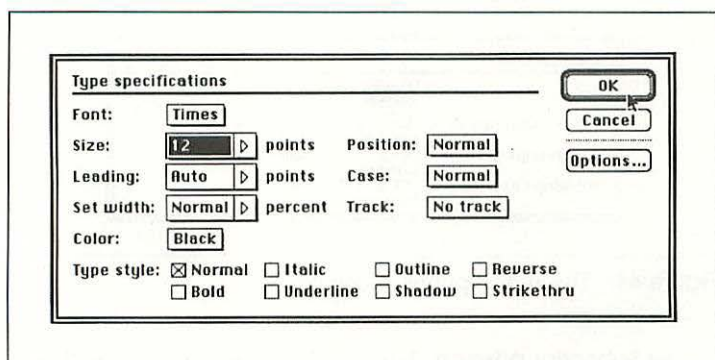 Type specifications
OK
Font: Times
Cancel
Size: 12 points Position: Normal
Options...
Leading: Auto points Case: Normal
Set width: Normal percent Track: No track
Color: Black
Type style: Normal Italic Outline Reverse
Bold Underline Shadow Strikethru